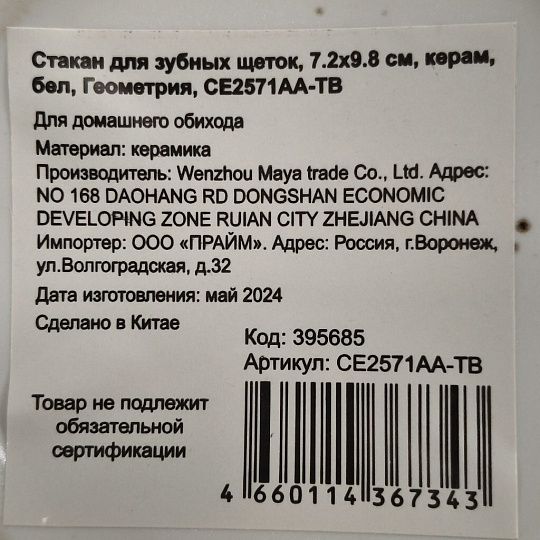 Стакан для зубных щеток, 7.2х9.8 см, керам,
бел, Геометрия, CE2571AA-TB
Для домашнего обихода
Материал: керамика
Производитель: Wenzhou Maya trade Co., Ltd. Адрес:
NO 168 DAOHANG RD DONGSHAN ECONOMIC
DEVELOPING ZONE RUIAN CITY ZHEJIANG CHINA
Импортер: ООО «ПРАЙМ». Адрес: Россия, г.Воронеж,
ул.Волгоградская, д.32
Дата изготовления: май 2024
Сделано в Китае
Код: 395685
Артикул: CE2571AA-TB
Товар не подлежит
обязательной
сертификации
4 660114 367343